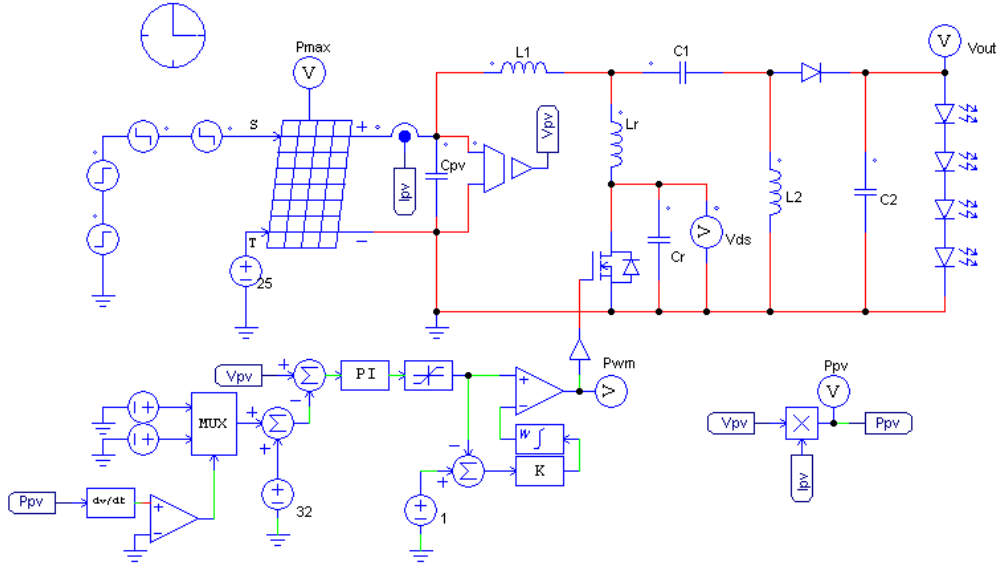 Pmax
L1
C1
V
Vout
V
S
+
Vpv
Lr
Cpv
Ipv
L2
C2
V
Vds
T
−
Cr
25
+
Vpv
−
PI
Pwm
V
Ppv
V
MUX
+
+
−
+
−
W
Vpv
Ppv
+
K
Ipv
32
1
Ppv
dv/dt
+
−